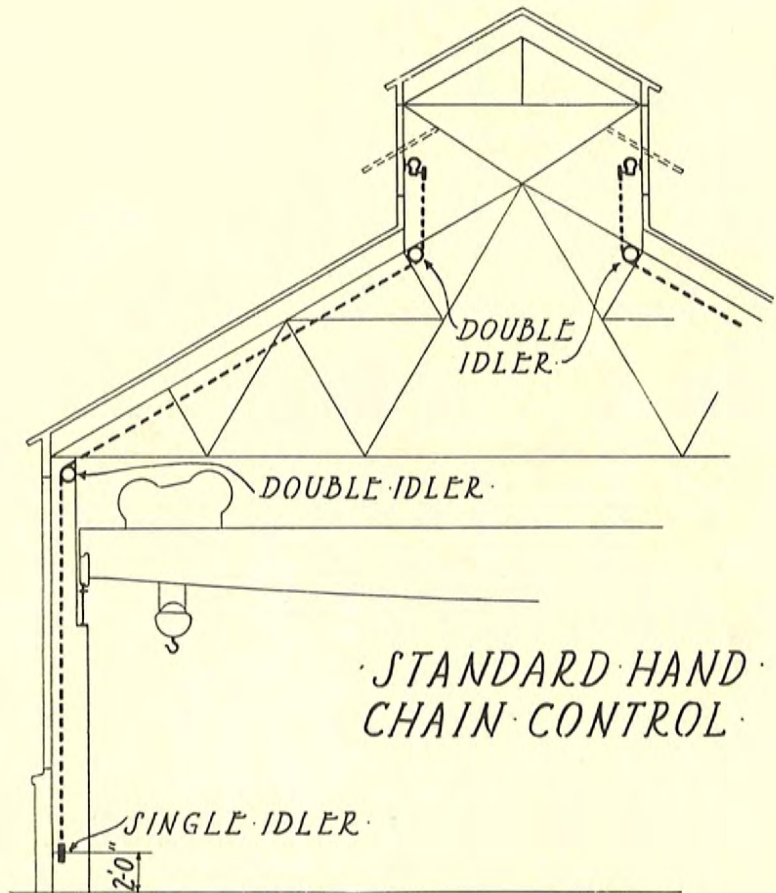 DOUBLE
IDLER·
DOUBLE·IDLER·
·STANDARD·HAND·
CHAIN·CONTROL·
SINGLE·IDLER·
2'-0"